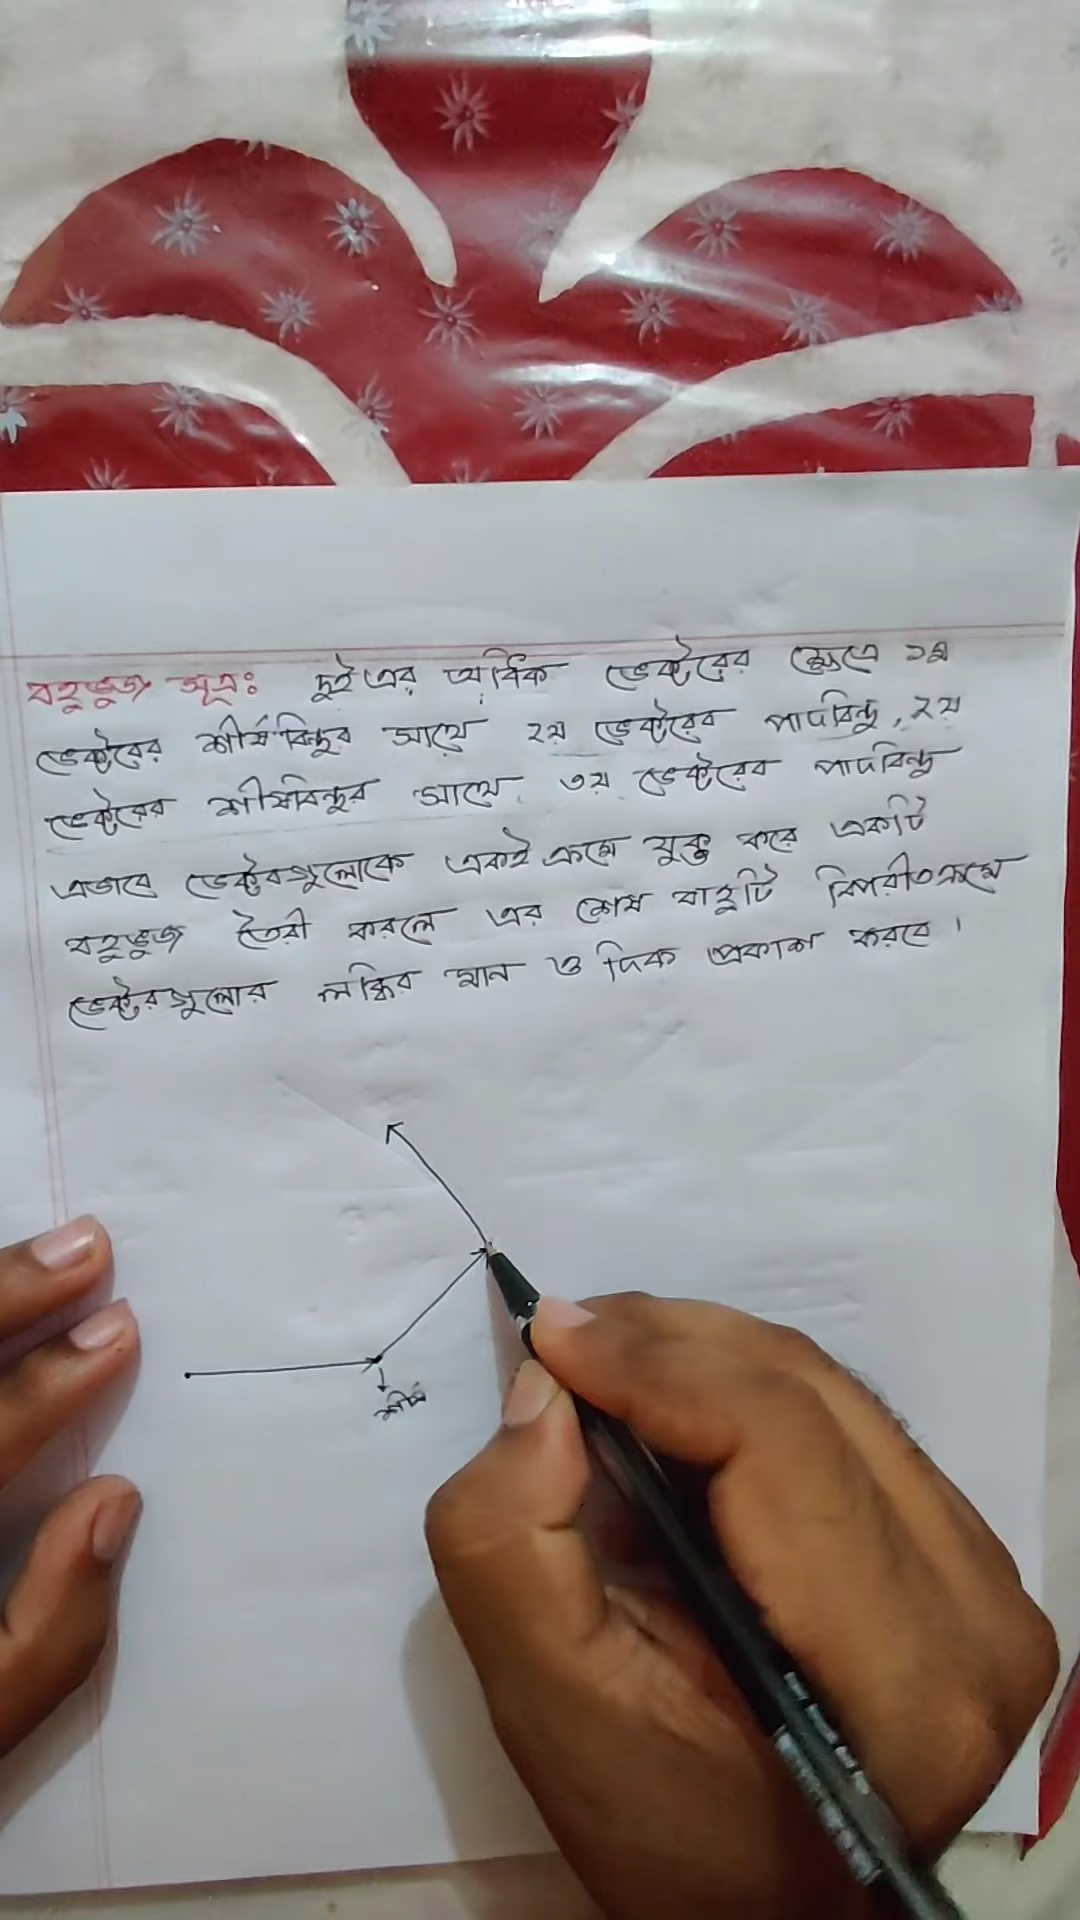 বহুভুজ সূত্রঃ দুই এর অধিক ভেক্টরের ক্ষেত্রে ১ম
ভেক্টরের শীর্ষবিন্দুর সাথে ২য় ভেক্টরের পাদবিন্দু, ২য়
ভেক্টরের শীর্ষবিন্দুর সাথে ৩য় ভেক্টরের পাদবিন্দু
এভাবে ভেক্টরগুলোকে একই ক্রমে যুক্ত করে একটি
বহুভুজ তৈরী করলে এর শেষ বাহুটি বিপরীতক্রমে
ভেক্টরগুলোর লব্ধির মান ও দিক প্রকাশ করবে।
শীর্ষ